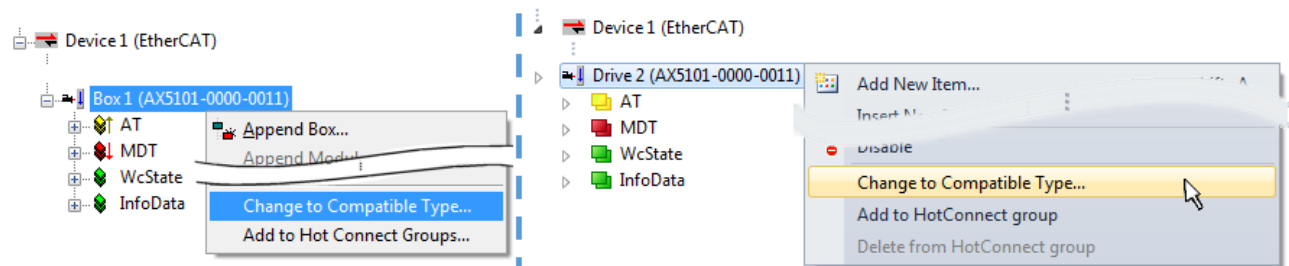 Device 1 (EtherCAT)
Box 1 (AX5101-0000-0011)
AT
MDT
WcState
InfoData
Append Box...
Append
Change to Compatible Type...
Add to Hot Connect Groups...
Device 1 (EtherCAT)
Drive 2 (AX5101-0000-0011)
AT
MDT
WcState
InfoData
Add New Item...
Insert
Disable
Change to Compatible Type...
Add to HotConnect group
Delete from HotConnect group